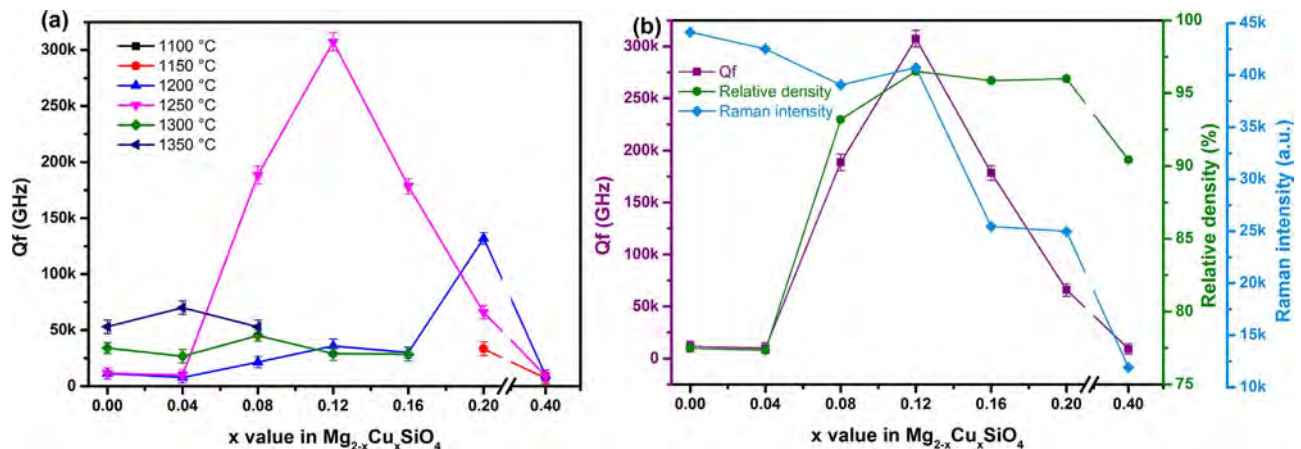 (a)
300k
250k
200k
150k
100k
50k
0
Qf (GHz)
1100 °C
1150 °C
1200 °C
1250 °C
1300 °C
1350 °C
0.00 0.04 0.08 0.12 0.16 0.20 0.40
x value in Mg₂₋ₓCuₓSiO₄
(b)
300k
250k
200k
150k
100k
50k
0
Qf (GHz)
Qf
Relative density
Raman intensity
0.00 0.04 0.08 0.12 0.16 0.20 0.40
x value in Mg₂₋ₓCuₓSiO₄
100
95
90
85
80
75
Relative density (%)
45k
40k
35k
30k
25k
20k
15k
10k
Raman intensity (a.u.)